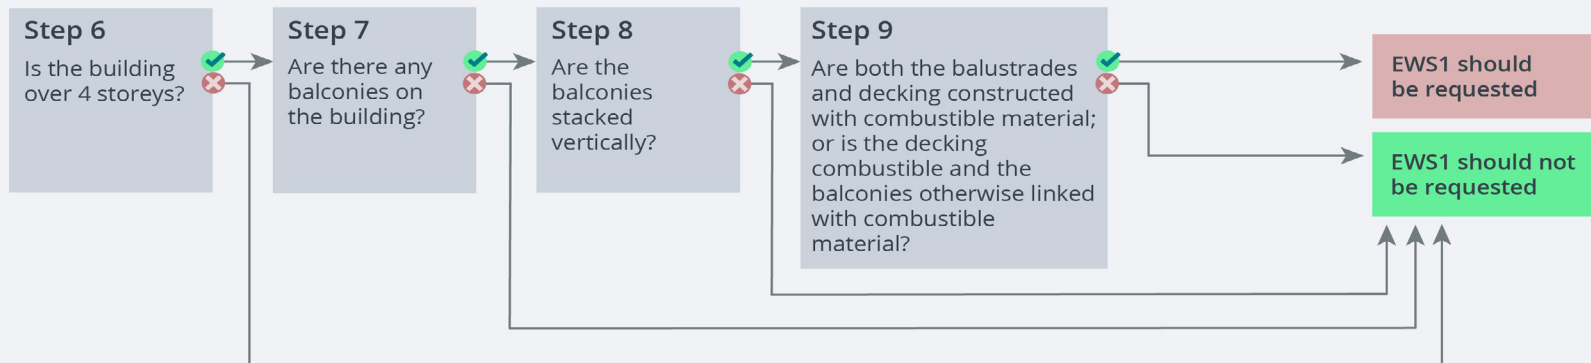 Step 6
Is the building
over 4 storeys?
Step 7
Are there any
balconies on
the building?
Step 8
Are the
balconies
stacked
vertically?
Step 9
Are both the balustrades
and decking constructed
with combustible material;
or is the decking
combustible and the
balconies otherwise linked
with combustible
material?
EWS1 should
be requested
EWS1 should not
be requested